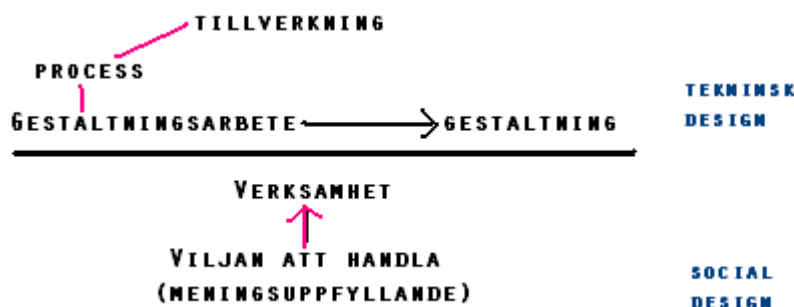 TILLVERKNING
PROCESS
GESTALTNINGSARBETE GESTALTNING
VERKSAMHET
VILJAN ATT HANDLA
(MENINGSUPPFYLLANDE)
TEKNINSK
DESIGN
SOCIAL
DESIGN